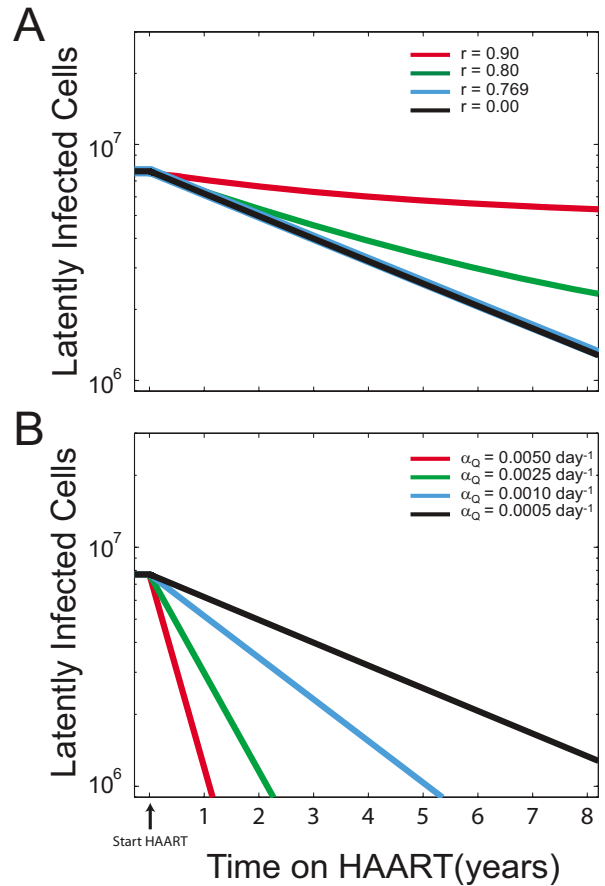 A
Latently Infected Cells
10^7
10^6
r = 0.90
r = 0.80
r = 0.769
r = 0.00
B
Latently Infected Cells
10^7
10^6
α_Q = 0.0050 day^-1
α_Q = 0.0025 day^-1
α_Q = 0.0010 day^-1
α_Q = 0.0005 day^-1
1 2 3 4 5 6 7 8
Start HAART
Time on HAART(years)